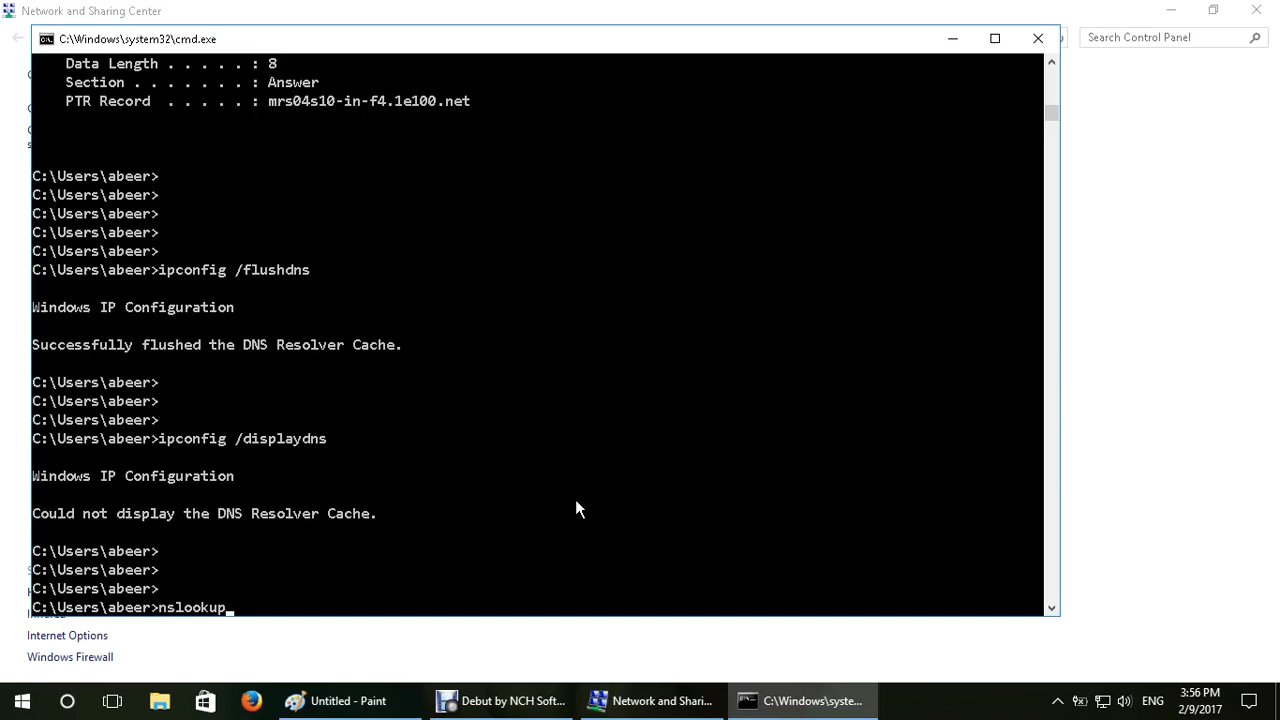 Network and Sharing Center
Search Control Panel
C:\Windows\system32\cmd.exe
Data Length . . . . . : 8
Section . . . . . . . : Answer
PTR Record  . . . . . : mrs04s10-in-f4.1e100.net
C:\Users\abeer>
C:\Users\abeer>
C:\Users\abeer>
C:\Users\abeer>
C:\Users\abeer>
C:\Users\abeer>ipconfig /flushdns
Windows IP Configuration
Successfully flushed the DNS Resolver Cache.
C:\Users\abeer>
C:\Users\abeer>
C:\Users\abeer>
C:\Users\abeer>ipconfig /displaydns
Windows IP Configuration
Could not display the DNS Resolver Cache.
C:\Users\abeer>
C:\Users\abeer>
C:\Users\abeer>
C:\Users\abeer>nslookup_
Internet Options
Windows Firewall
Untitled - Paint
Debut by NCH Soft...
Network and Shari...
C:\Windows\syste...
ENG
3:56 PM
2/9/2017